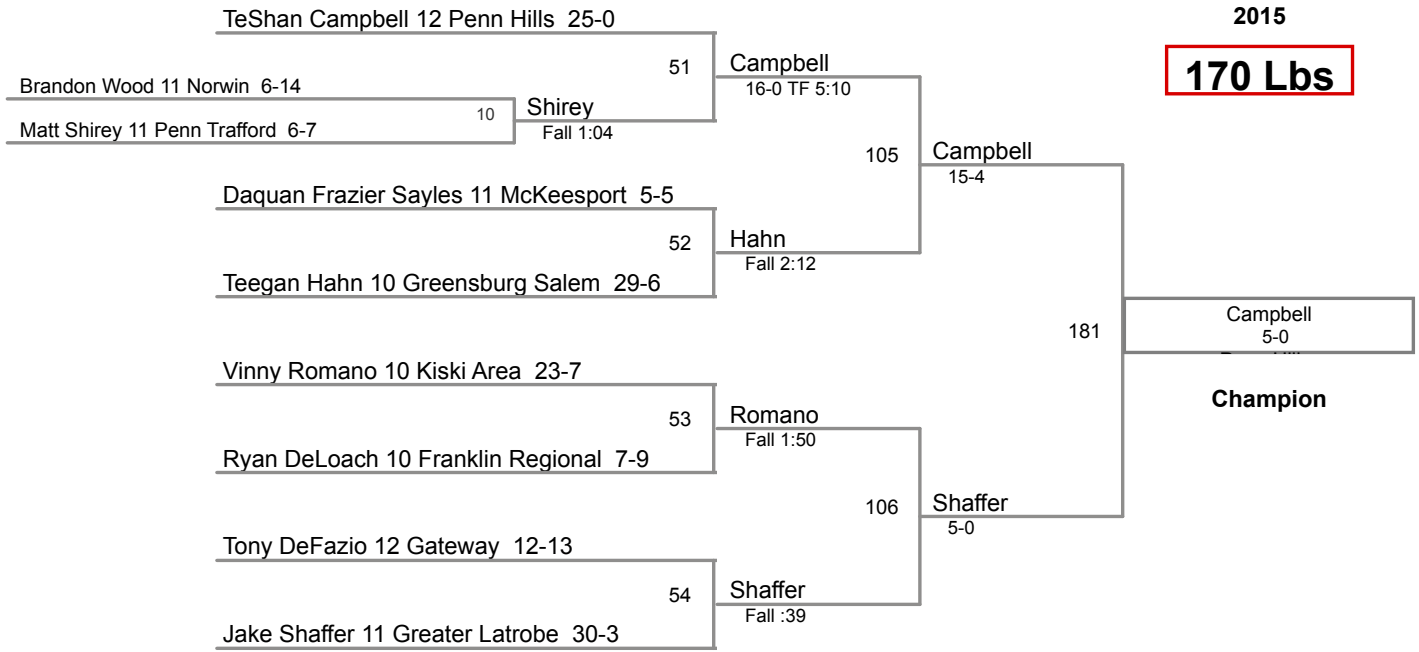 TeShan Campbell 12 Penn Hills 25-0
2015
170 Lbs
51
Campbell
16-0 TF 5:10
Brandon Wood 11 Norwin 6-14
10
Shirey
Fall 1:04
Matt Shirey 11 Penn Trafford 6-7
105
Campbell
15-4
Daquan Frazier Sayles 11 McKeesport 5-5
52
Hahn
Fall 2:12
Teegan Hahn 10 Greensburg Salem 29-6
181
Campbell
5-0
Champion
Vinny Romano 10 Kiski Area 23-7
53
Romano
Fall 1:50
Ryan DeLoach 10 Franklin Regional 7-9
106
Shaffer
5-0
Tony DeFazio 12 Gateway 12-13
54
Shaffer
Fall :39
Jake Shaffer 11 Greater Latrobe 30-3